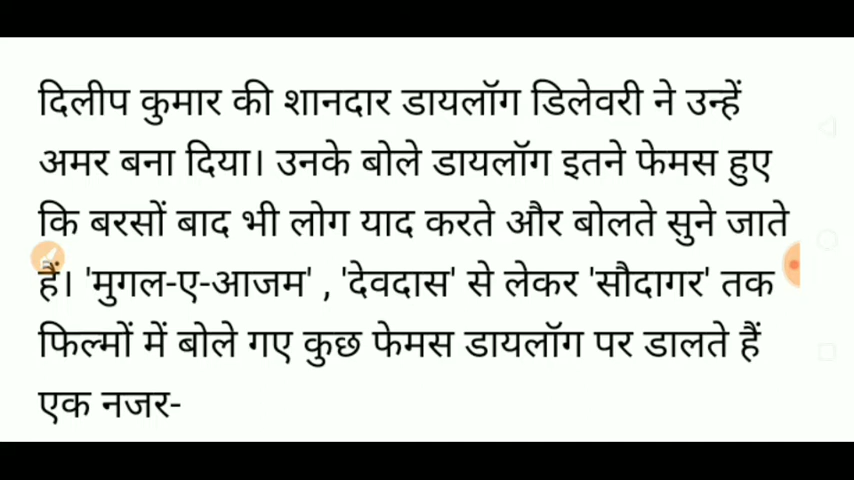 दिलीप कुमार की शानदार डायलॉग डिलेवरी ने उन्हें
अमर बना दिया। उनके बोले डायलॉग इतने फेमस हुए
कि बरसों बाद भी लोग याद करते और बोलते सुने जाते
हैं। 'मुगल-ए-आजम' , 'देवदास' से लेकर 'सौदागर' तक
फिल्मों में बोले गए कुछ फेमस डायलॉग पर डालते हैं
एक नजर-